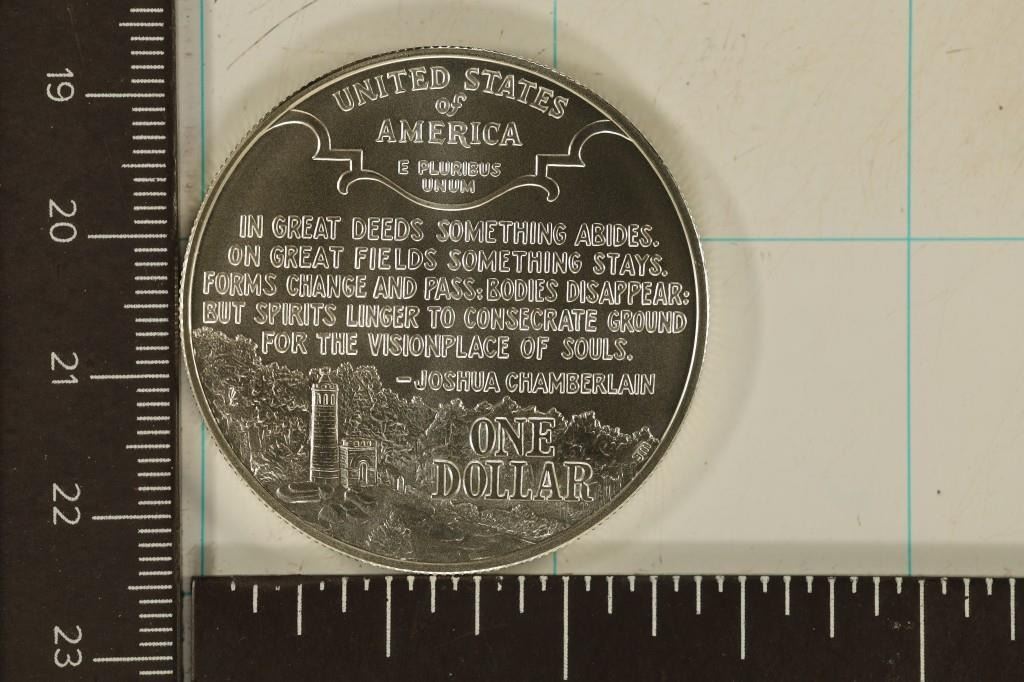 UNITED STATES
of
AMERICA
E PLURIBUS
UNUM
IN GREAT DEEDS SOMETHING ABIDES.
ON GREAT FIELDS SOMETHING STAYS.
FORMS CHANGE AND PASS; BODIES DISAPPEAR;
BUT SPIRITS LINGER TO CONSECRATE GROUND
FOR THE VISIONPLACE OF SOULS.
-JOSHUA CHAMBERLAIN
ONE
DOLLAR
19
20
21
22
23